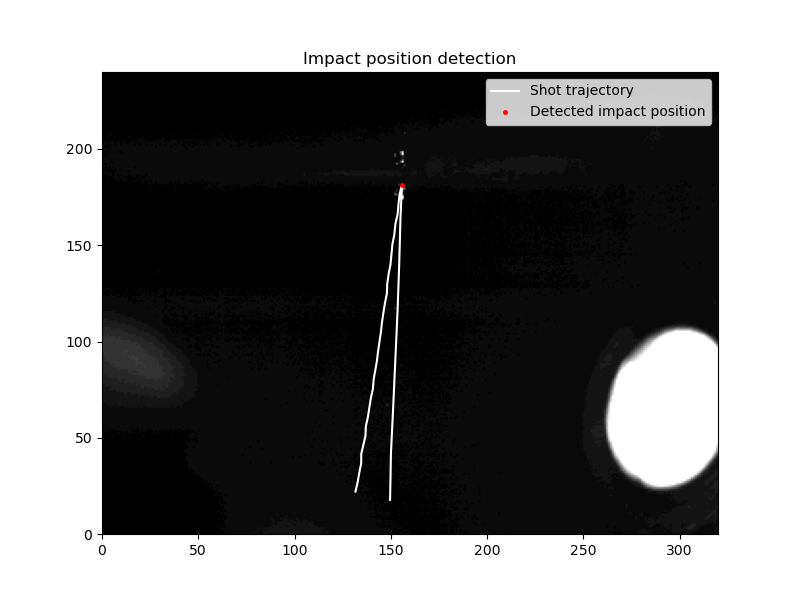 Impact position detection
Shot trajectory
Detected impact position
200
150
100
50
0
0 50 100 150 200 250 300